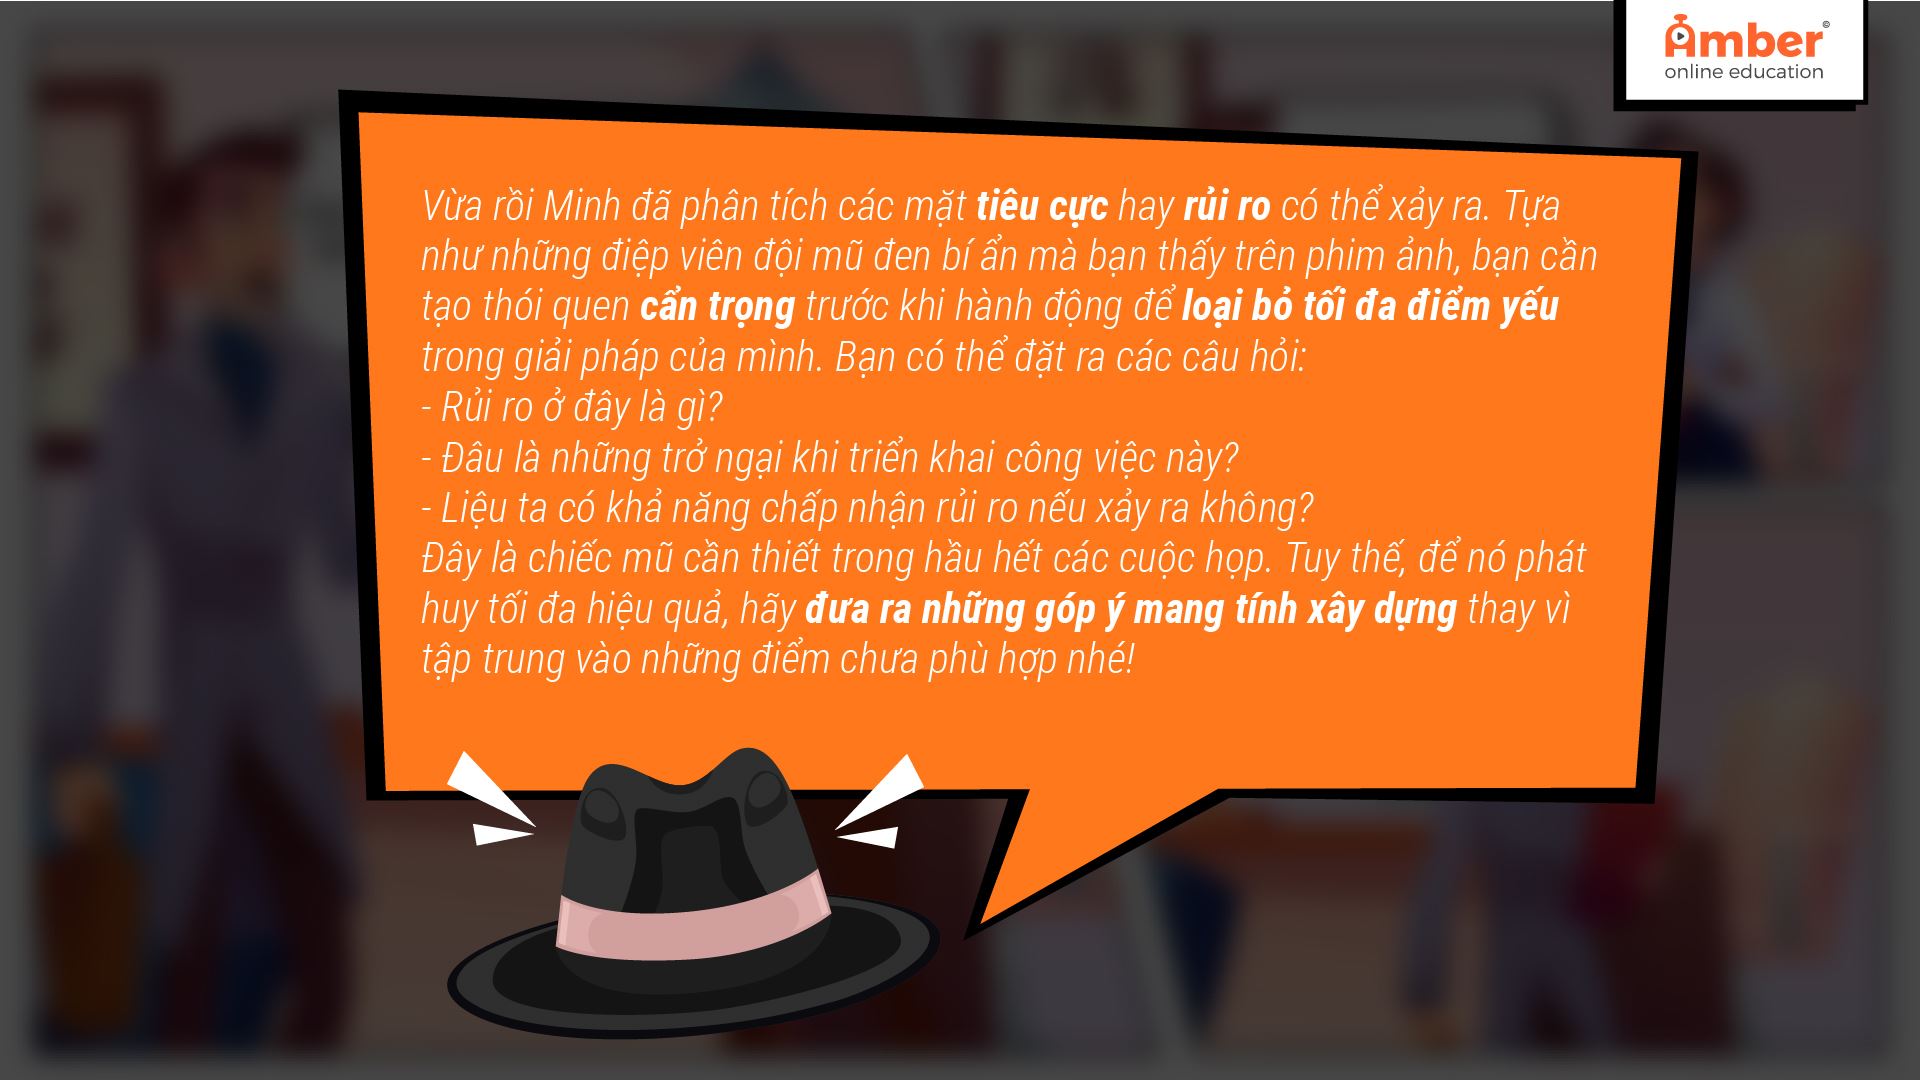 Amber©
online education
Vừa rồi Minh đã phân tích các mặt tiêu cực hay rủi ro có thể xảy ra. Tựa
như những điệp viên đội mũ đen bí ẩn mà bạn thấy trên phim ảnh, bạn cần
tạo thói quen cẩn trọng trước khi hành động để loại bỏ tối đa điểm yếu
trong giải pháp của mình. Bạn có thể đặt ra các câu hỏi:
- Rủi ro ở đây là gì?
- Đâu là những trở ngại khi triển khai công việc này?
- Liệu ta có khả năng chấp nhận rủi ro nếu xảy ra không?
Đây là chiếc mũ cần thiết trong hầu hết các cuộc họp. Tuy thế, để nó phát
huy tối đa hiệu quả, hãy đưa ra những góp ý mang tính xây dựng thay vì
tập trung vào những điểm chưa phù hợp nhé!